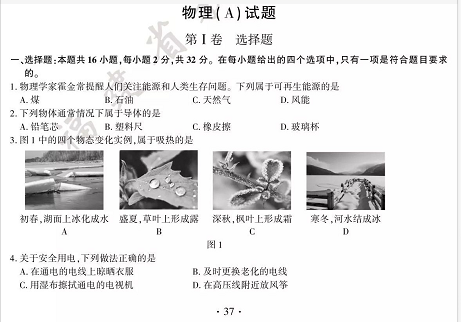 物理(A)试题
第Ⅰ卷 选择题
一、选择题:本题共16小题,每小题2分,共32分。在每小题给出的四个选项中,只有一项是符合题目要求
的。
1.物理学家霍金常提醒人们关注能源和人类生存问题。下列属于可再生能源的是
A.煤 B.石油 C.天然气 D.风能
2.下列物体通常情况下属于导体的是
A.铅笔芯 B.塑料尺 C.橡皮擦 D.玻璃杯
3.图1中的四个物态变化实例,属于吸热的是
初春,湖面上冰化成水 盛夏,草叶上形成露 深秋,枫叶上形成霜 寒冬,河水结成冰
A B C D
图1
4.关于安全用电,下列做法正确的是
A.在通电的电线上晾晒衣服 B.及时更换老化的电线
C.用湿布擦拭通电的电视机 D.在高压线附近放风筝
·37·